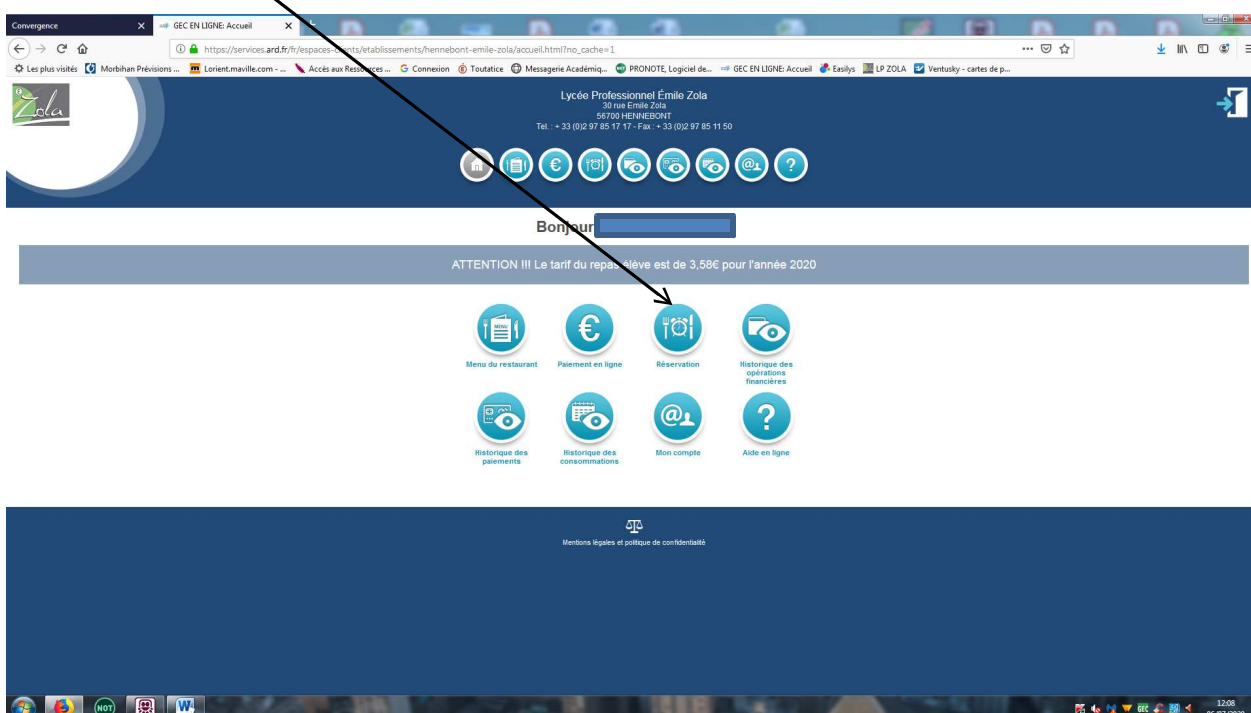 Convergence
GEC EN LIGNE: Accueil
https://services.ard.fr/fr/espaces-clients/etablissements/hennebont-emile-zola/accueil.html?no_cache=1
Les plus visités
Morbihan Prévisions ...
Lorient.maville.com - ...
Accès aux Ressources ...
Connexion
Toutatice
Messagerie Académiq...
PRONOTE, Logiciel de...
GEC EN LIGNE: Accueil
Easilys
LP ZOLA
Ventusky - cartes de p...
Zola
Lycée Professionnel Émile Zola
30 rue Emile Zola
56700 HENNEBONT
Tel. : + 33 (0)2 97 85 17 17 - Fax : + 33 (0)2 97 85 11 50
Bonjour
ATTENTION !!! Le tarif du repas élève est de 3,58€ pour l'année 2020
MENU
Menu du restaurant
Paiement en ligne
Réservation
Historique des
opérations
financières
Historique des
paiements
Historique des
consommations
Mon compte
Aide en ligne
Mentions légales et politique de confidentialité
NOT
W
GEC
12:08